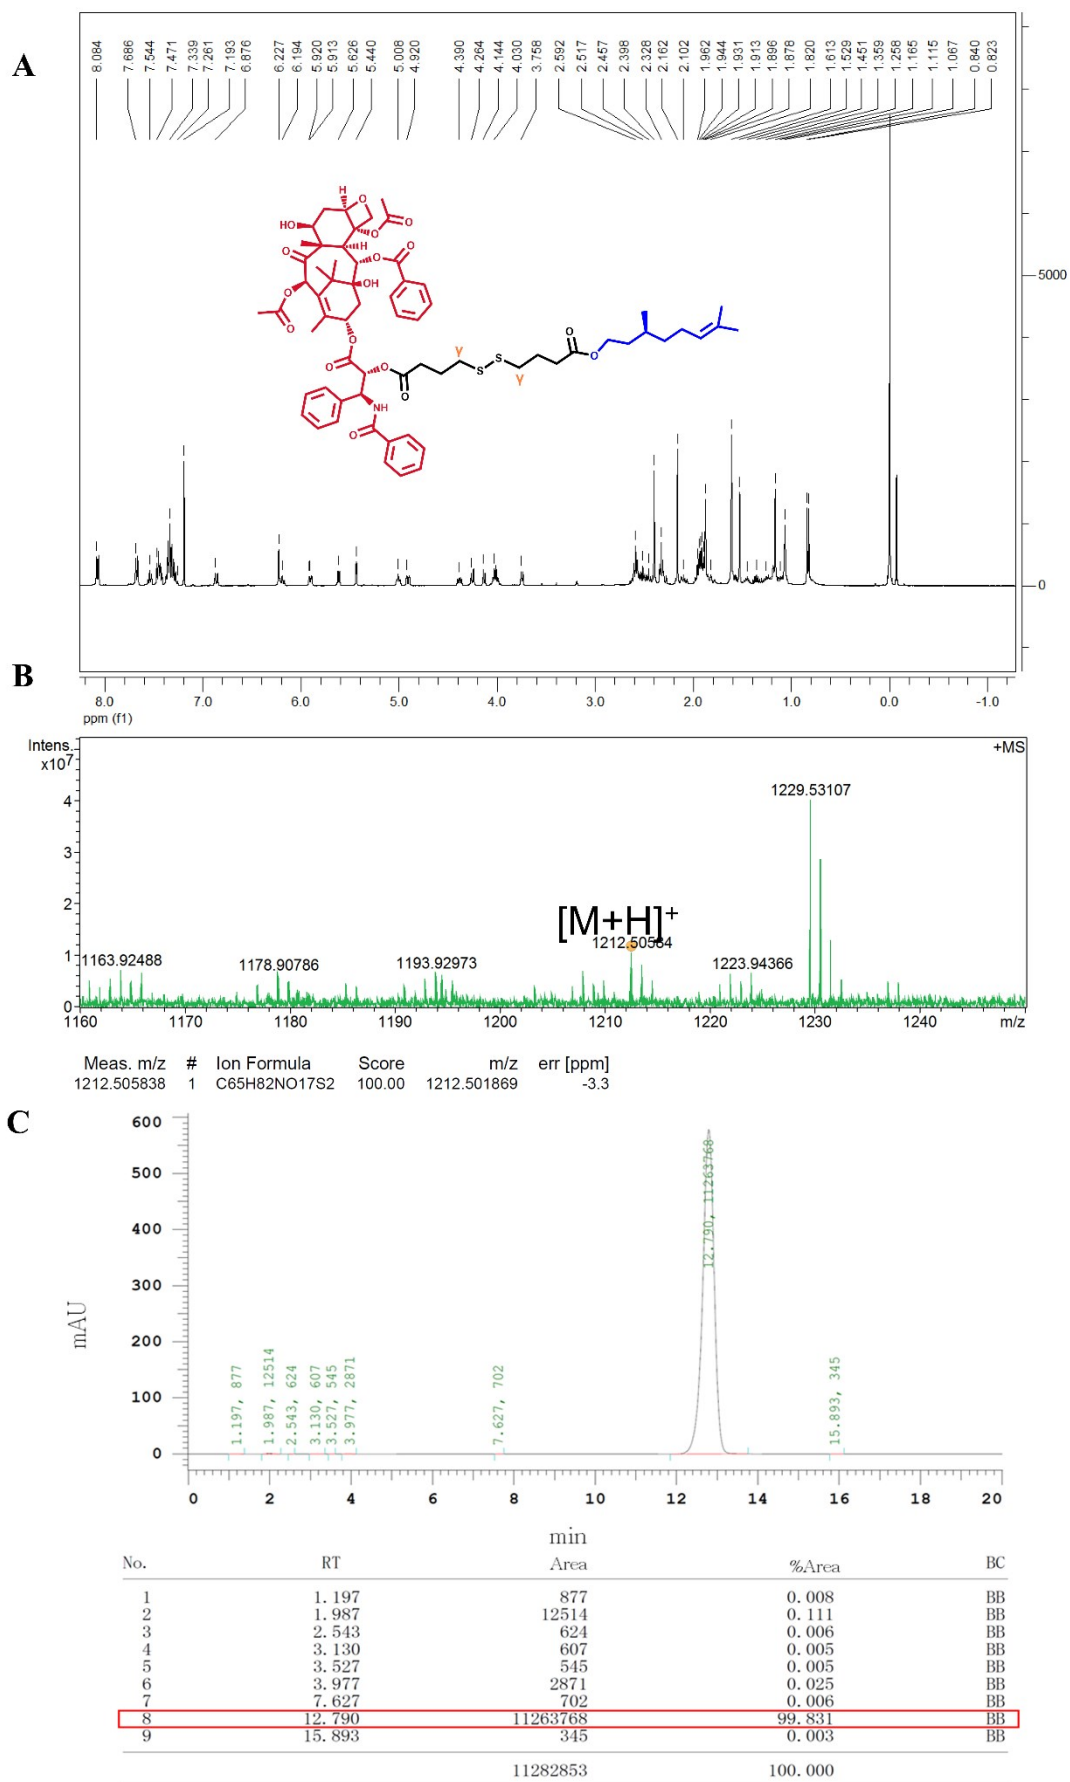 A
8.084
7.686
7.544
7.471
7.339
7.261
7.193
6.876
6.227
6.194
5.920
5.913
5.626
5.440
5.008
4.920
4.390
4.264
4.144
4.030
3.758
2.592
2.517
2.457
2.398
2.328
2.162
2.102
1.962
1.944
1.931
1.913
1.896
1.878
1.820
1.613
1.529
1.451
1.359
1.258
1.165
1.115
1.067
0.840
0.823
H
O
HO
O
O
H
O
O
O
O
OH
O
O
O
O
O
O
NH
O
O
γ
S
S
γ
O
O
5000
0
8.0 7.0 6.0 5.0 4.0 3.0 2.0 1.0 0.0 -1.0
ppm (f1)
B
Intens.
x10⁷
+MS
4
3
2
1
0
1163.92488
1178.90786
1193.92973
[M+H]⁺
1223.94366
1229.53107
1160 1170 1180 1190 1200 1210 1220 1230 1240 m/z
Meas. m/z # Ion Formula Score m/z err [ppm]
1212.505838 1 C65H82NO17S2 100.00 1212.501869 -3.3
C
mAU
600
500
400
300
200
100
0
1.197, 877
1.987, 12514
2.543, 624
3.130, 607
3.527, 545
3.977, 2871
7.627, 702
12.790, 11263768
15.893, 345
0 2 4 6 8 10 12 14 16 18 20
min
No. RT Area %Area BC
1 1.197 877 0.008 BB
2 1.987 12514 0.111 BB
3 2.543 624 0.006 BB
4 3.130 607 0.005 BB
5 3.527 545 0.005 BB
6 3.977 2871 0.025 BB
7 7.627 702 0.006 BB
8 12.790 11263768 99.831 BB
9 15.893 345 0.003 BB
11282853 100.000